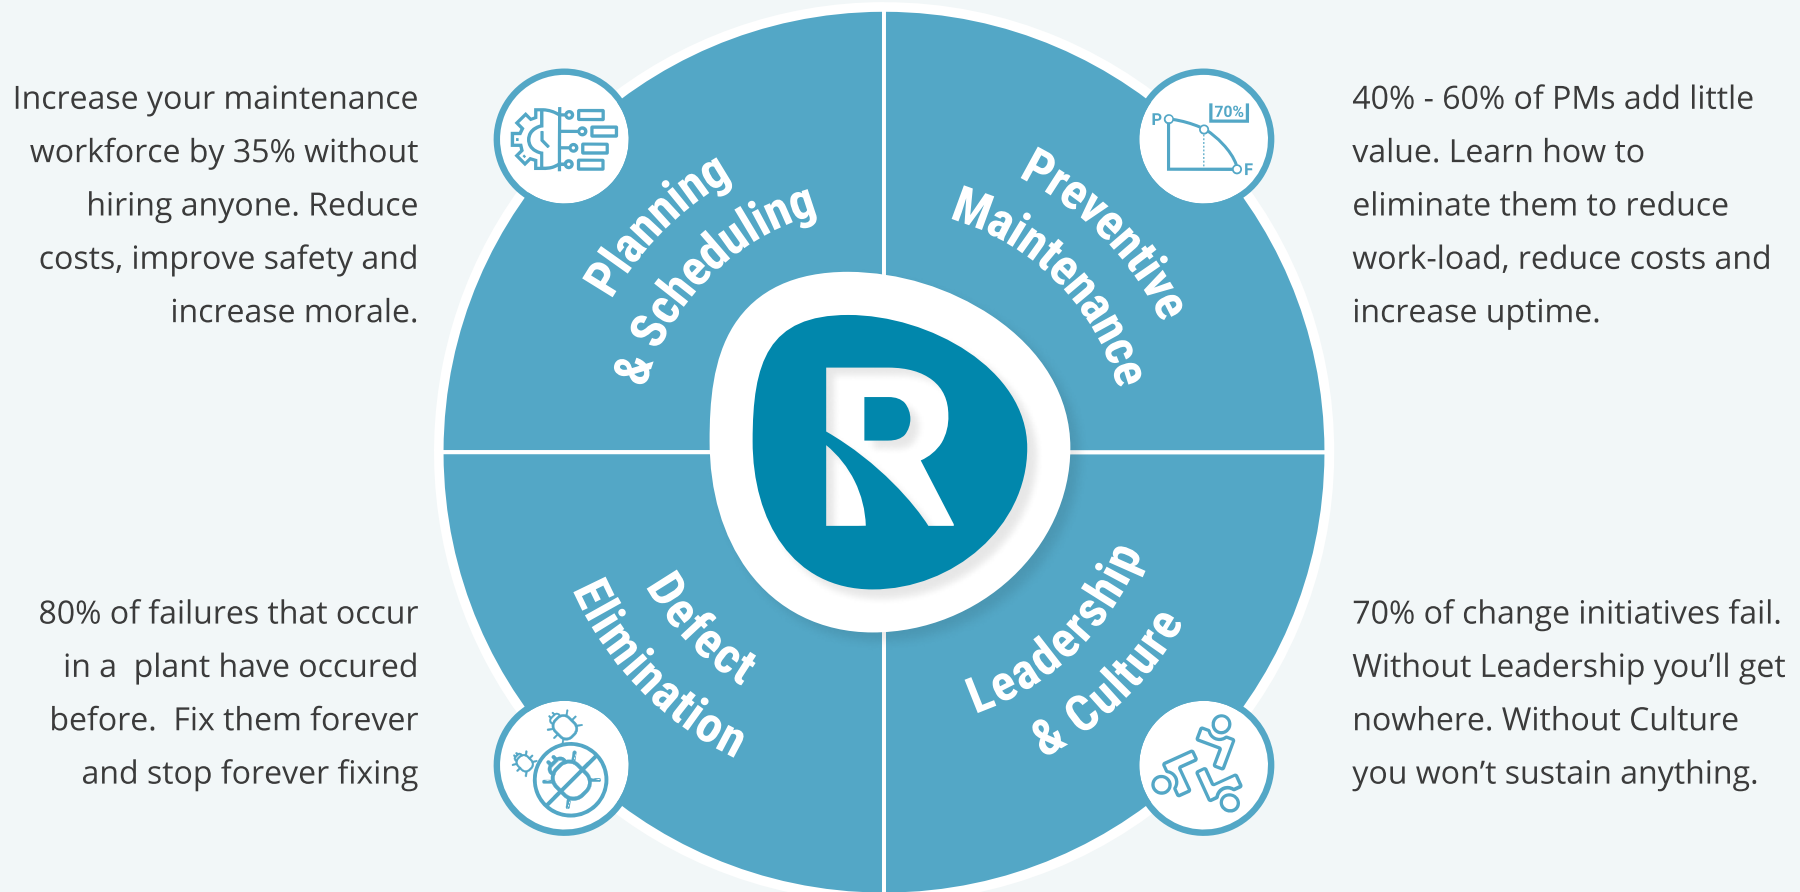 Increase your maintenance
workforce by 35% without
hiring anyone. Reduce
costs, improve safety and
increase morale.
Planning
& Scheduling
Preventive
Maintenance
P
70%
F
40% - 60% of PMs add little
value. Learn how to
eliminate them to reduce
work-load, reduce costs and
increase uptime.
R
80% of failures that occur
in a  plant have occured
before.  Fix them forever
and stop forever fixing
Defect
Elimination
Leadership
& Culture
70% of change initiatives fail.
Without Leadership you’ll get
nowhere. Without Culture
you won’t sustain anything.